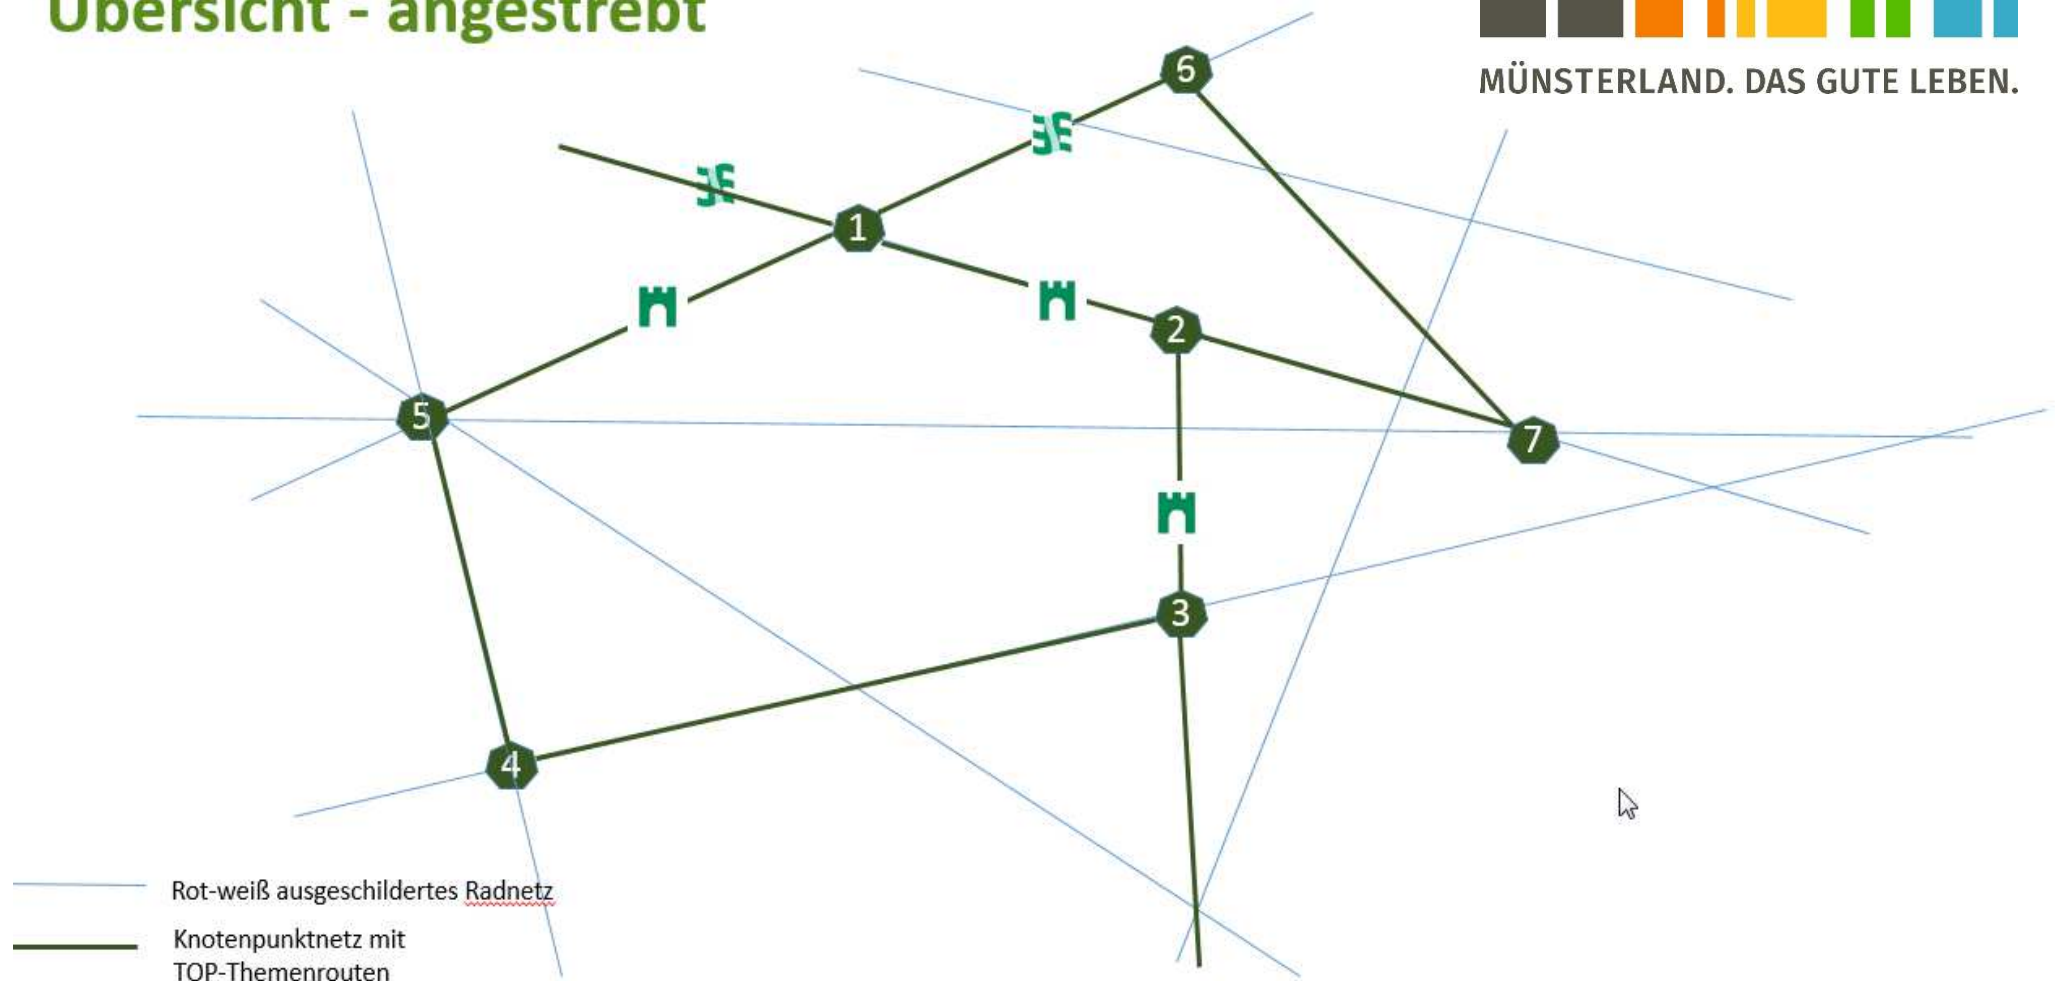 Übersicht - angestrebt
MÜNSTERLAND. DAS GUTE LEBEN.
6
1
2
5
7
3
4
Rot-weiß ausgeschildertes Radnetz
Knotenpunktnetz mit
TOP-Themenrouten